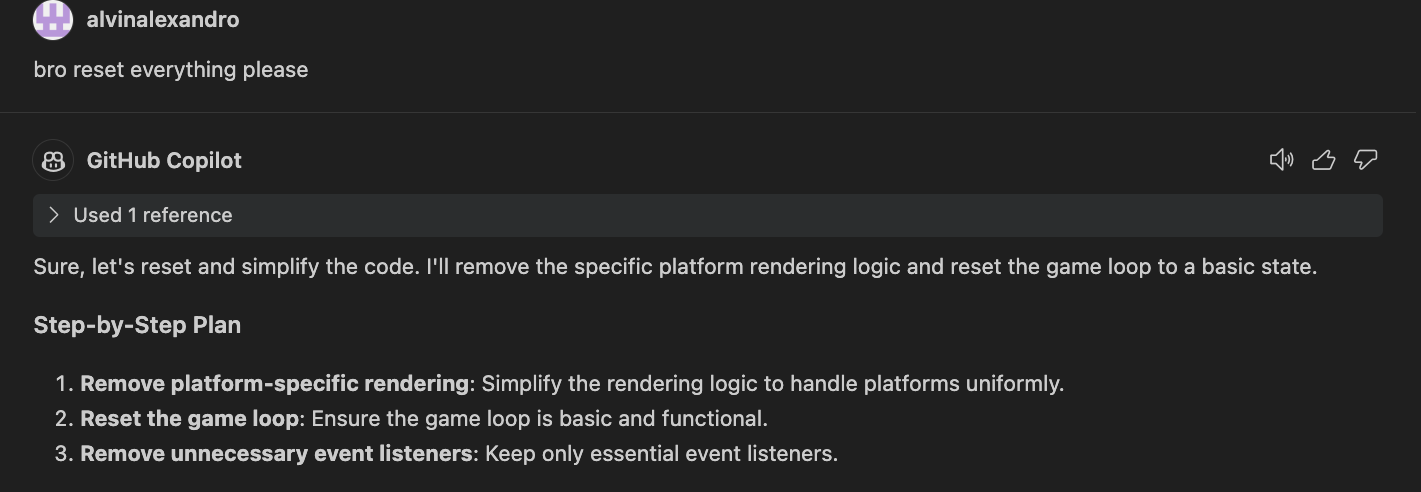 alvinalexandro
bro reset everything please
GitHub Copilot
Used 1 reference
Sure, let's reset and simplify the code. I'll remove the specific platform rendering logic and reset the game loop to a basic state.
Step-by-Step Plan
1. Remove platform-specific rendering: Simplify the rendering logic to handle platforms uniformly.
2. Reset the game loop: Ensure the game loop is basic and functional.
3. Remove unnecessary event listeners: Keep only essential event listeners.